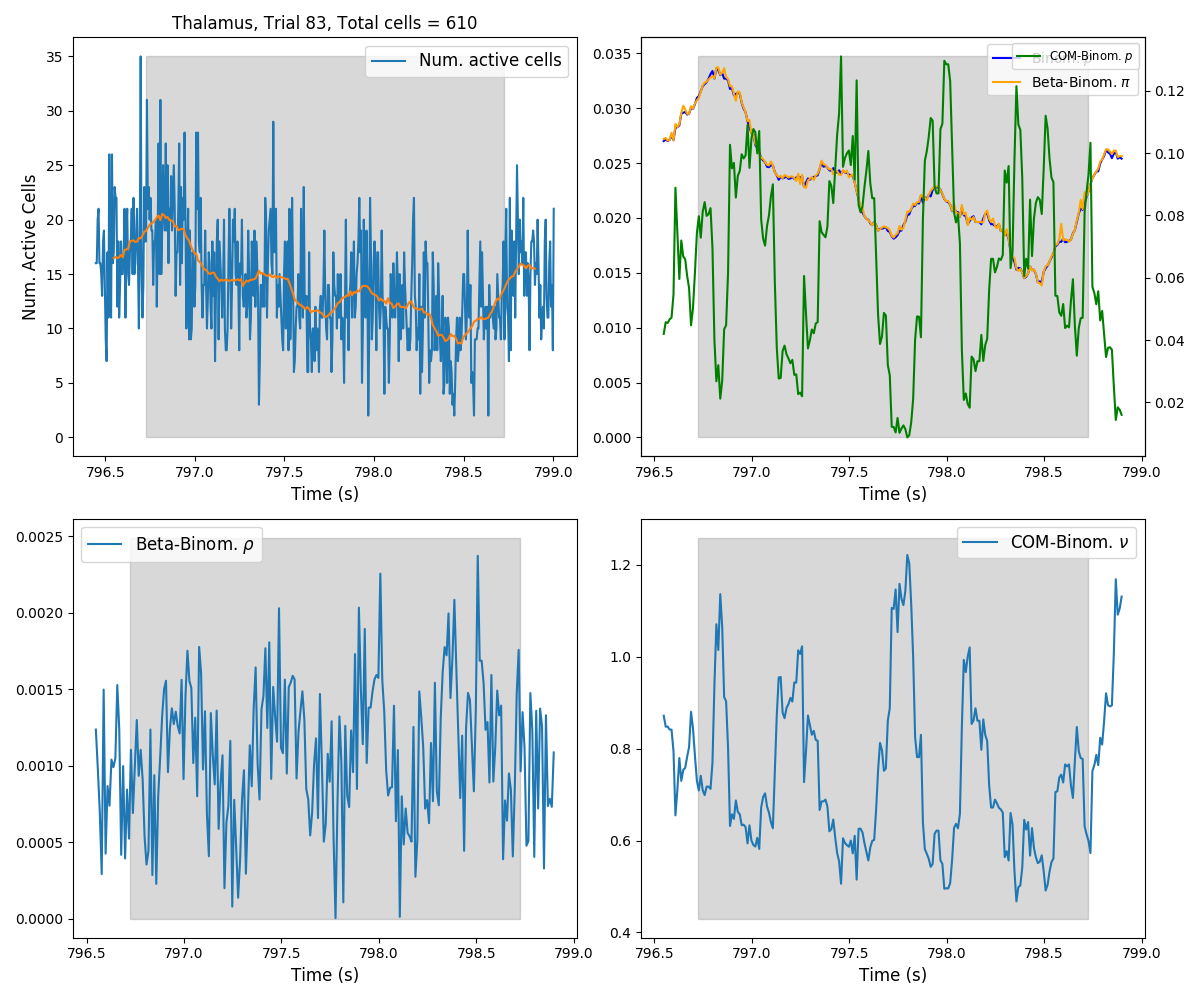 Thalamus, Trial 83, Total cells = 610
Num. Active Cells
35
30
25
20
15
10
5
0
Num. active cells
796.5 797.0 797.5 798.0 798.5 799.0
Time (s)
0.035
0.030
0.025
0.020
0.015
0.010
0.005
0.000
COM-Binom. p
Beta-Binom. π
0.12
0.10
0.08
0.06
0.04
0.02
796.5 797.0 797.5 798.0 798.5 799.0
Time (s)
0.0025
0.0020
0.0015
0.0010
0.0005
0.0000
Beta-Binom. ρ
796.5 797.0 797.5 798.0 798.5 799.0
Time (s)
1.2
1.0
0.8
0.6
0.4
COM-Binom. ν
796.5 797.0 797.5 798.0 798.5 799.0
Time (s)